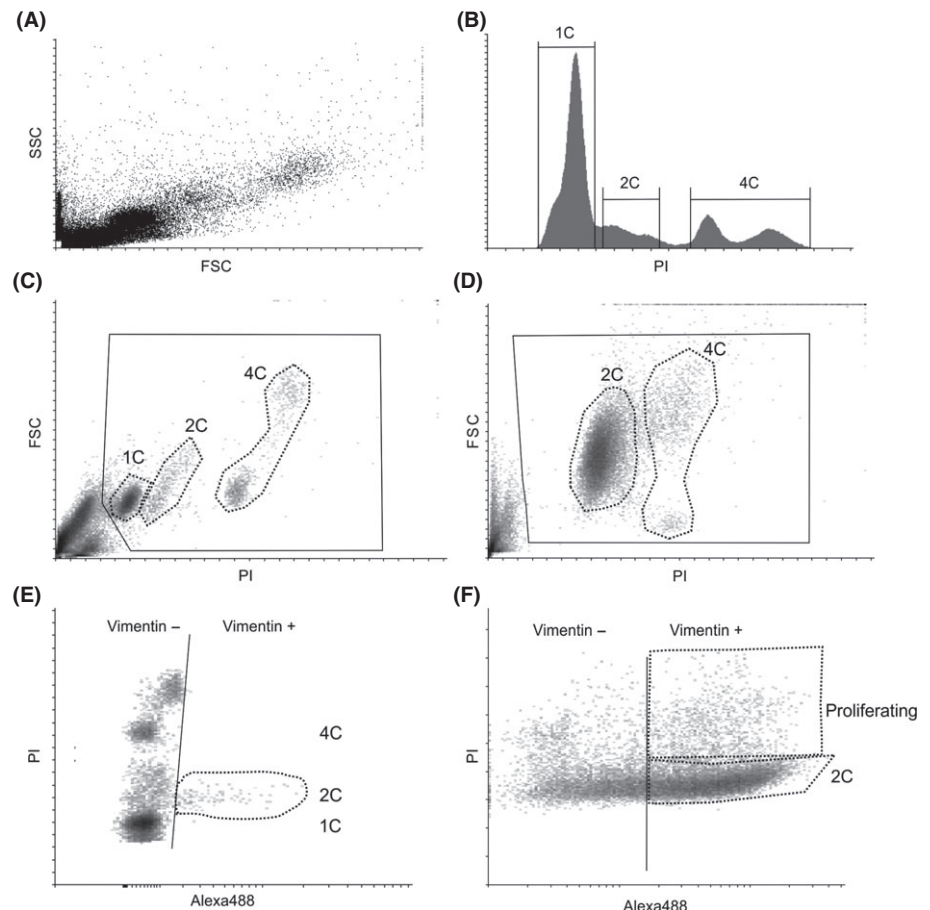 (A)
SSC
FSC
(B)
1C
2C
4C
PI
(C)
FSC
1C
2C
4C
PI
(D)
FSC
2C
4C
PI
(E)
Vimentin – Vimentin +
PI
4C
2C
1C
Alexa488
(F)
Vimentin – Vimentin +
PI
Proliferating
2C
Alexa488